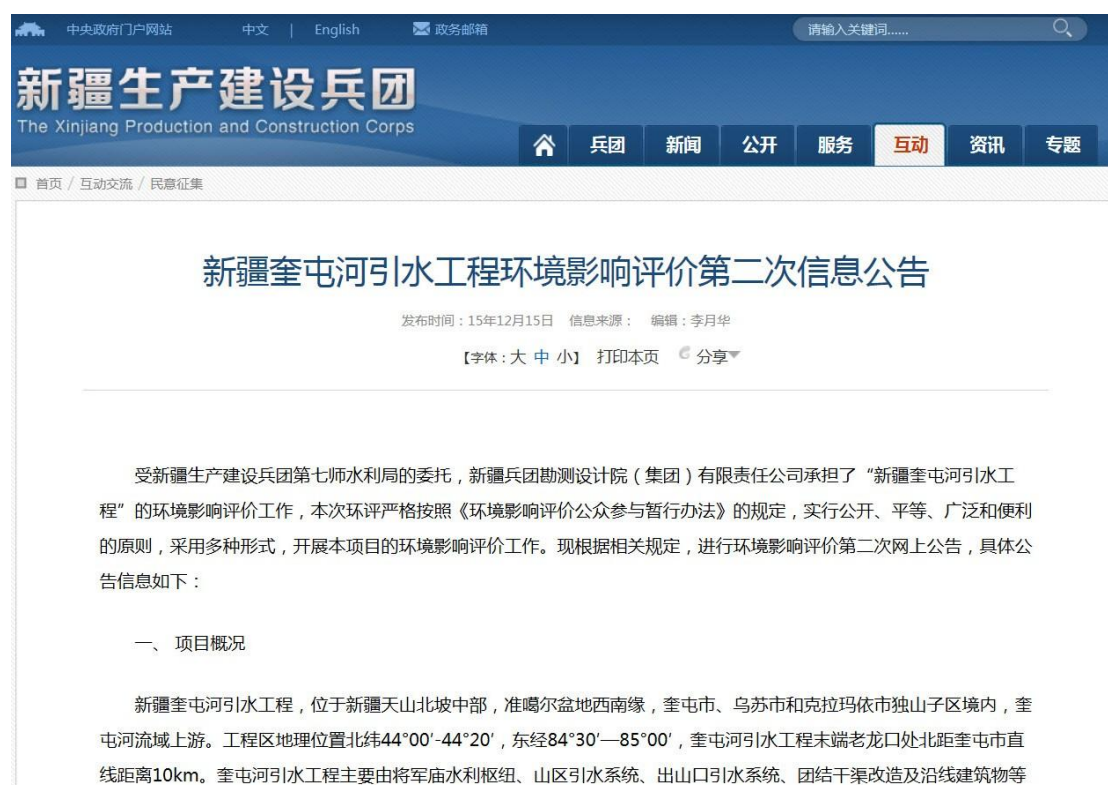 中央政府门户网站 中文 | English 政务邮箱 请输入关键词......
新疆生产建设兵团
The Xinjiang Production and Construction Corps
兵团 新闻 公开 服务 互动 资讯 专题
首页 / 互动交流 / 民意征集
新疆奎屯河引水工程环境影响评价第二次信息公告
发布时间：15年12月15日 信息来源： 编辑：李月华
【字体：大 中 小】 打印本页 分享
受新疆生产建设兵团第七师水利局的委托，新疆兵团勘测设计院（集团）有限责任公司承担了“新疆奎屯河引水工
程”的环境影响评价工作，本次环评严格按照《环境影响评价公众参与暂行办法》的规定，实行公开、平等、广泛和便利
的原则，采用多种形式，开展本项目的环境影响评价工作。现根据相关规定，进行环境影响评价第二次网上公告，具体公
告信息如下：
一、 项目概况
新疆奎屯河引水工程，位于新疆天山北坡中部，准噶尔盆地西南缘，奎屯市、乌苏市和克拉玛依市独山子区境内，奎
屯河流域上游。工程区地理位置北纬44°00′-44°20′，东经84°30′—85°00′，奎屯河引水工程末端老龙口处北距奎屯市直
线距离10km。奎屯河引水工程主要由将军庙水利枢纽、山区引水系统、出山口引水系统、团结干渠改造及沿线建筑物等